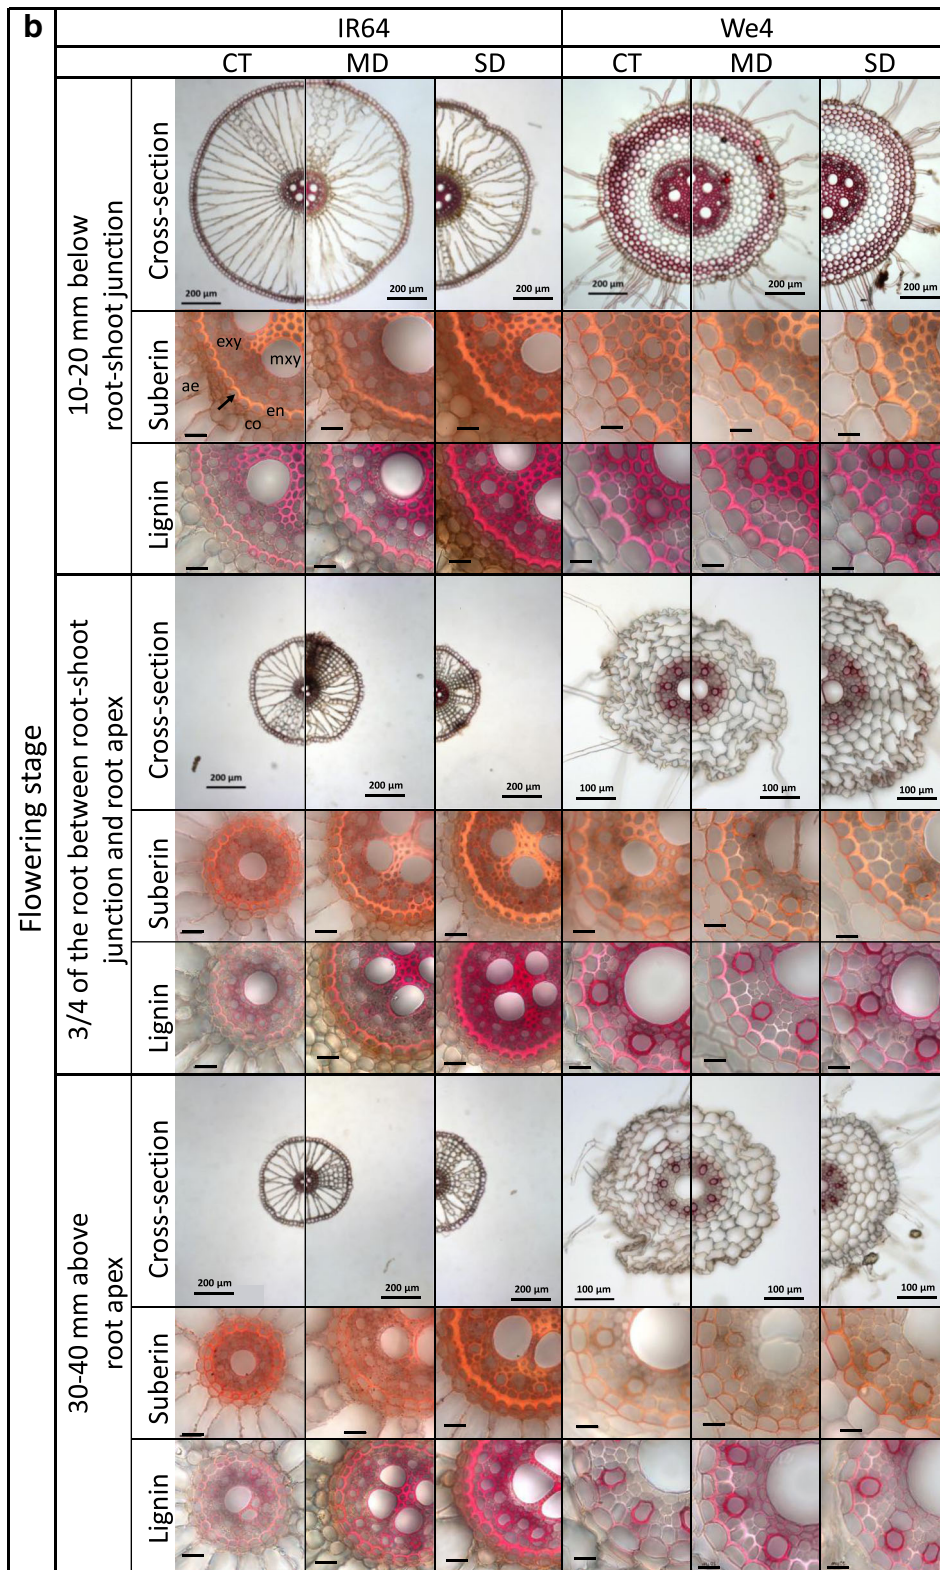 b
IR64
We4
CT
MD
SD
CT
MD
SD
Flowering stage
10-20 mm below
root-shoot junction
Cross-section
200 µm
200 µm
200 µm
200 µm
200 µm
200 µm
Suberin
exy
mxy
ae
en
co
Lignin
3/4 of the root between root-shoot
junction and root apex
Cross-section
200 µm
200 µm
200 µm
100 µm
100 µm
100 µm
Suberin
Lignin
30-40 mm above
root apex
Cross-section
200 µm
200 µm
200 µm
100 µm
100 µm
100 µm
Suberin
Lignin